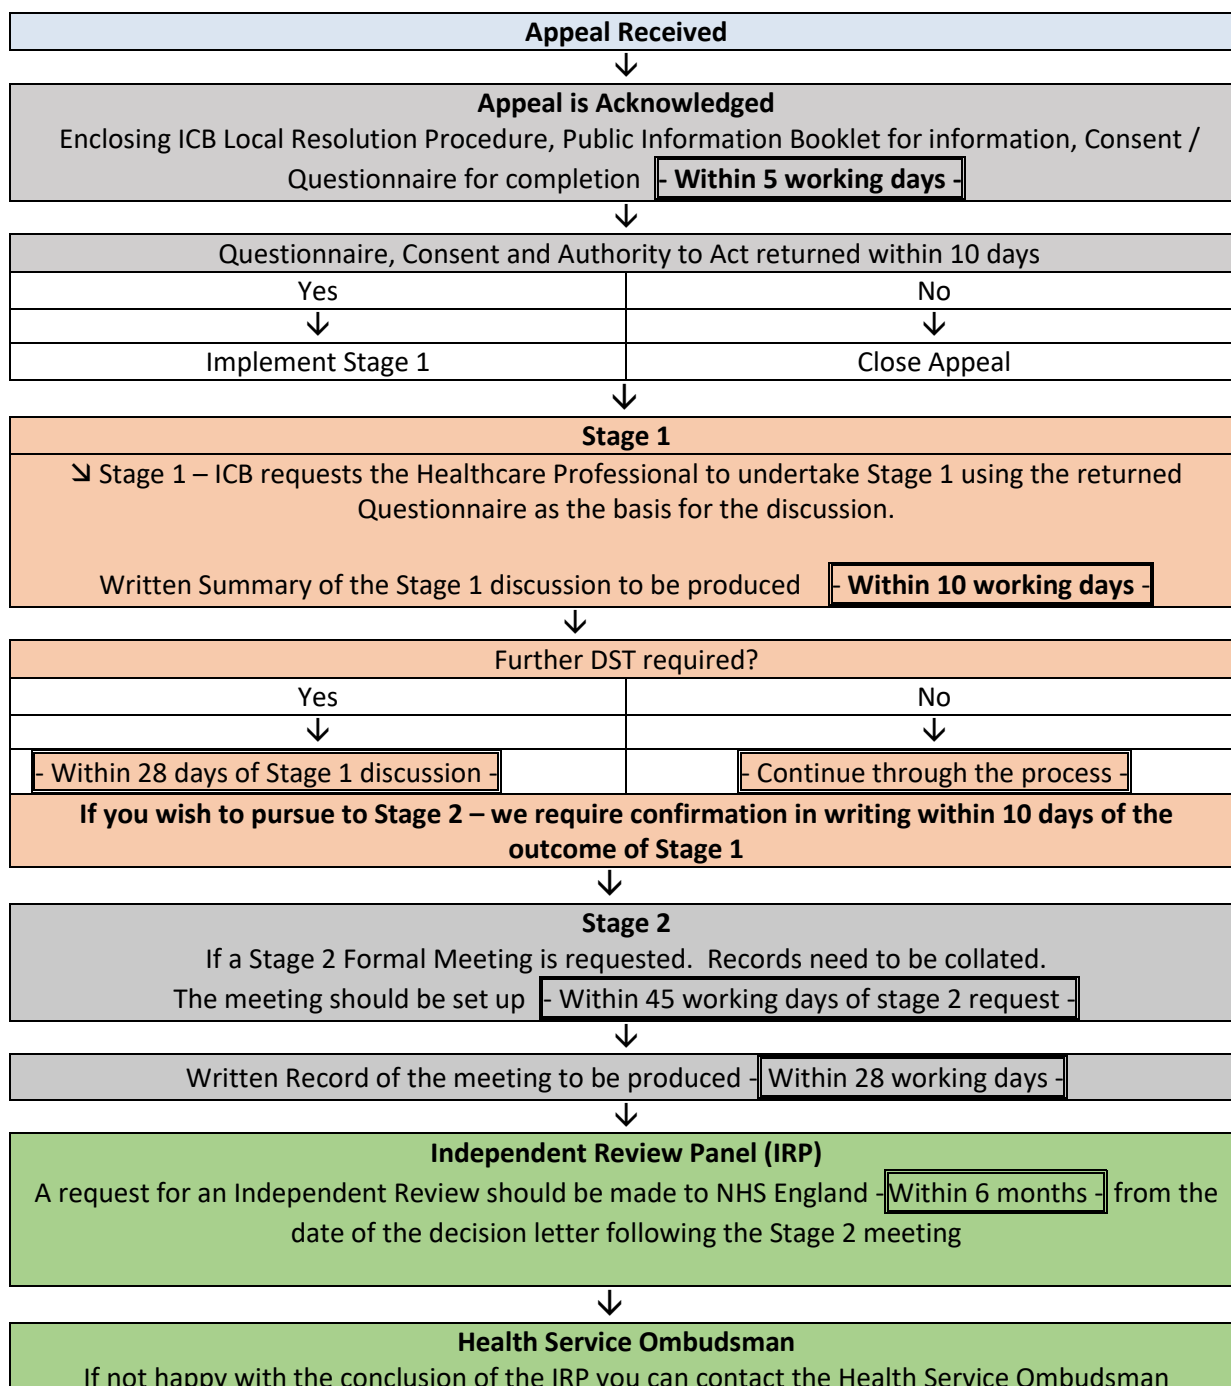 Appeal Received
↓
Appeal is Acknowledged
Enclosing ICB Local Resolution Procedure, Public Information Booklet for information, Consent /
Questionnaire for completion - Within 5 working days -
↓
Questionnaire, Consent and Authority to Act returned within 10 days
Yes No
↓ ↓
Implement Stage 1 Close Appeal
↓
Stage 1
↘ Stage 1 – ICB requests the Healthcare Professional to undertake Stage 1 using the returned
Questionnaire as the basis for the discussion.
Written Summary of the Stage 1 discussion to be produced - Within 10 working days -
↓
Further DST required?
Yes No
↓ ↓
- Within 28 days of Stage 1 discussion - - Continue through the process -
If you wish to pursue to Stage 2 – we require confirmation in writing within 10 days of the
outcome of Stage 1
↓
Stage 2
If a Stage 2 Formal Meeting is requested. Records need to be collated.
The meeting should be set up - Within 45 working days of stage 2 request -
↓
Written Record of the meeting to be produced - Within 28 working days -
↓
Independent Review Panel (IRP)
A request for an Independent Review should be made to NHS England - Within 6 months - from the
date of the decision letter following the Stage 2 meeting
↓
Health Service Ombudsman
If not happy with the conclusion of the IRP you can contact the Health Service Ombudsman